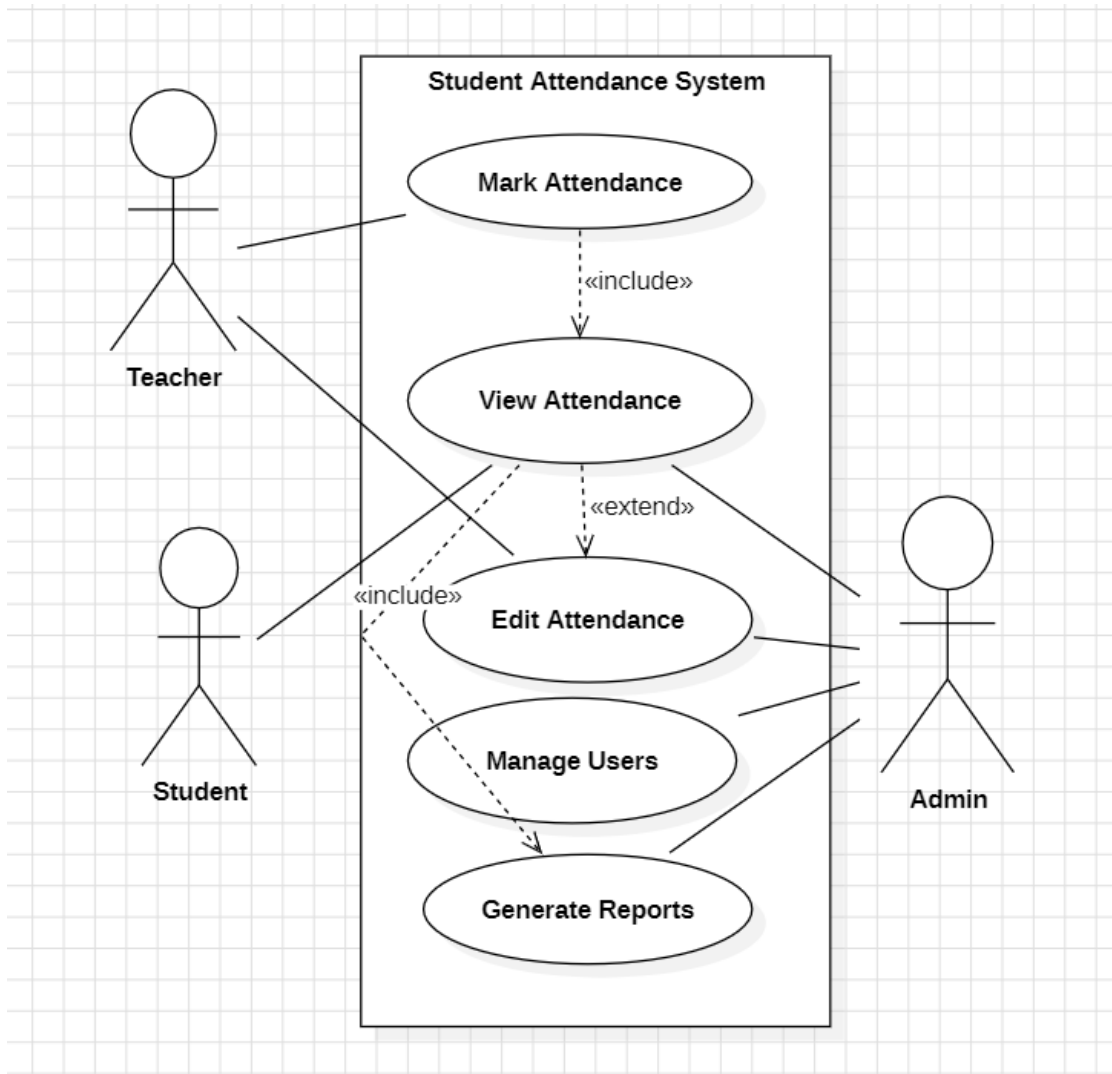 Student Attendance System
Mark Attendance
«include»
Teacher
View Attendance
«extend»
«include»
Edit Attendance
Manage Users
Student
Admin
Generate Reports